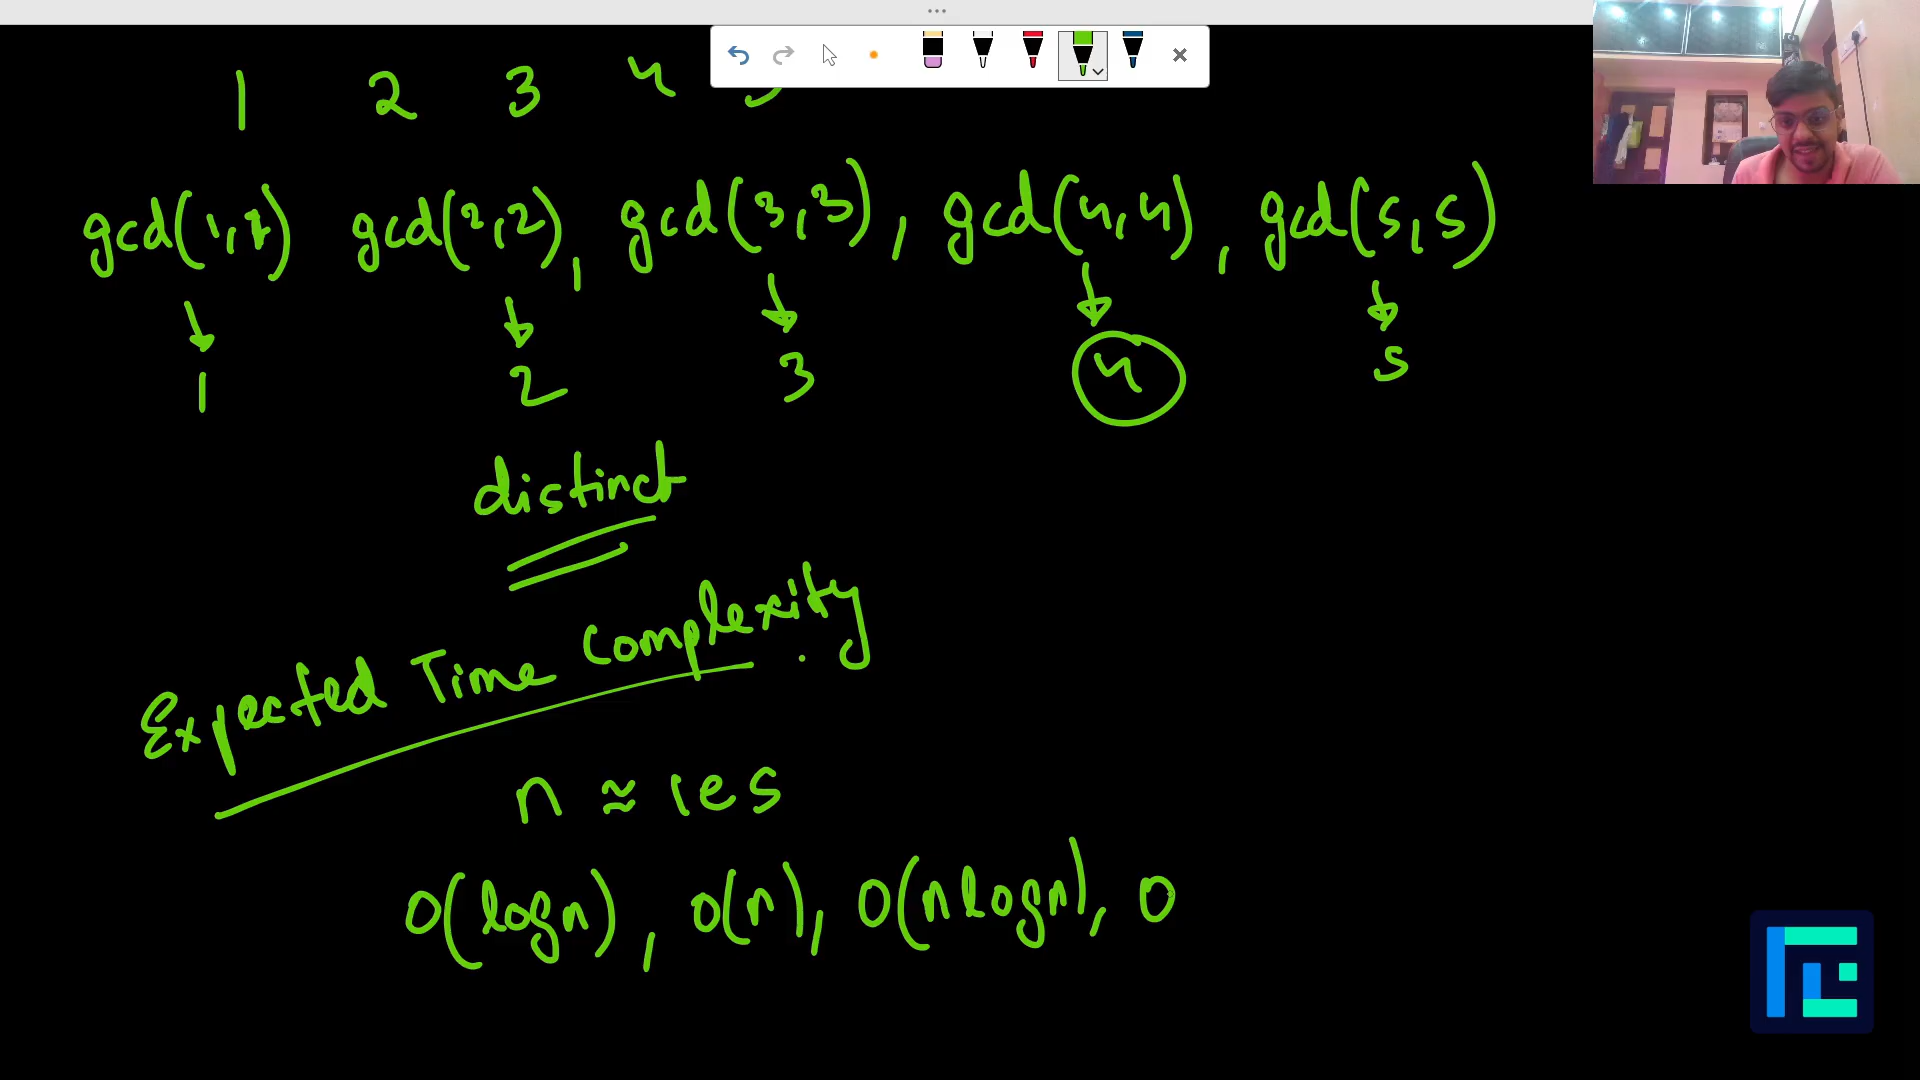 1 2 3 4
gcd(1,1) gcd(2,2), gcd(3,3), gcd(4,4), gcd(5,5)
1 2 3 4 5
distinct
Expected Time Complexity
n ≈ 1e5
O(logn), O(n), O(nlogn), O